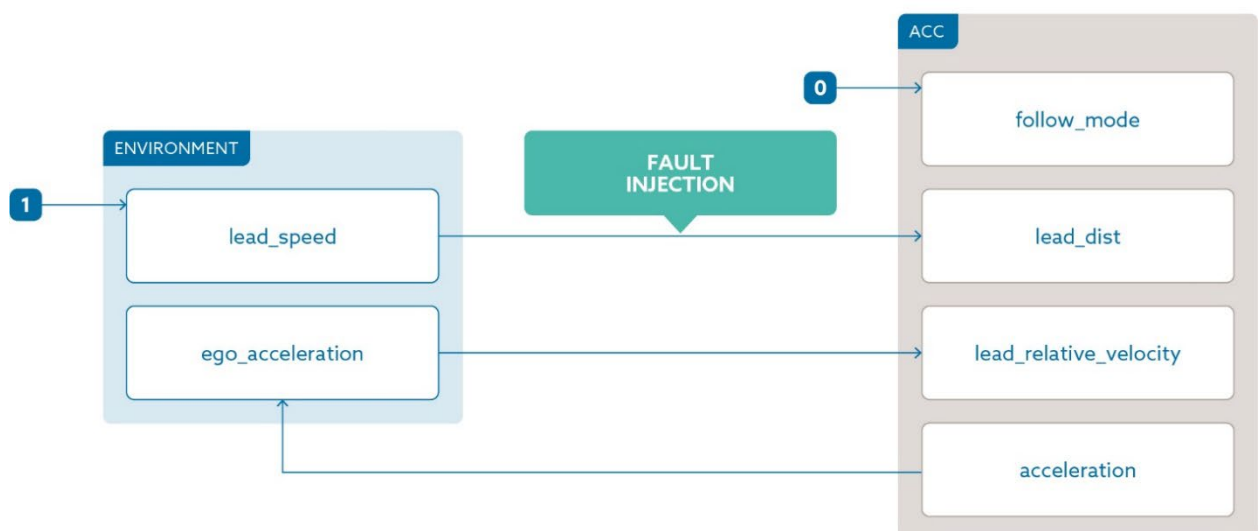 ACC
0
follow_mode
ENVIRONMENT
FAULT
INJECTION
1
lead_speed
lead_dist
ego_acceleration
lead_relative_velocity
acceleration